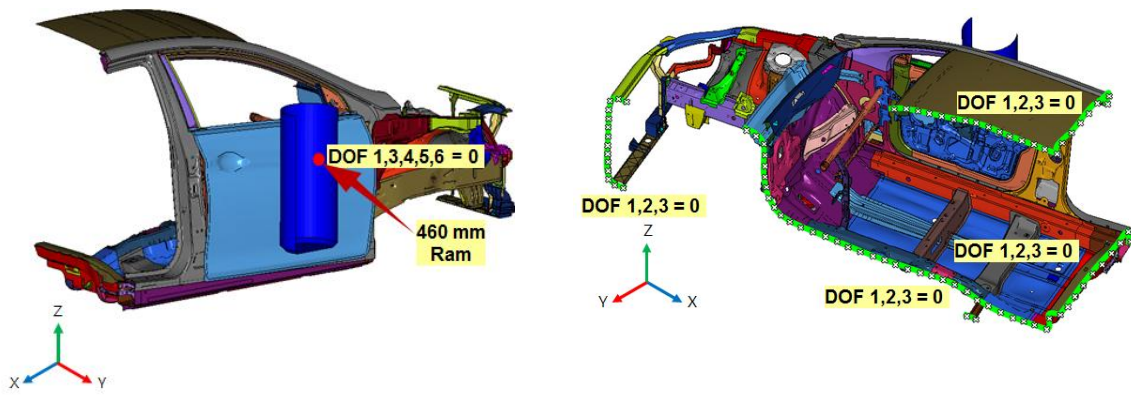 DOF 1,3,4,5,6 = 0
460 mm
Ram
Z
X
Y
DOF 1,2,3 = 0
DOF 1,2,3 = 0
DOF 1,2,3 = 0
DOF 1,2,3 = 0
Z
Y
X